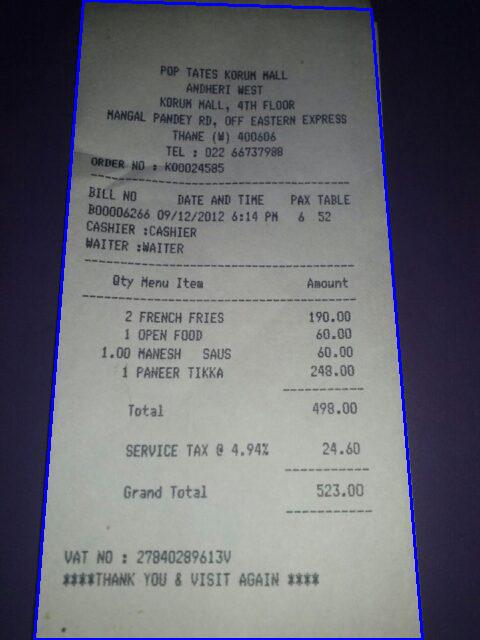 POP TATES KORUM MALL
ANDHERI WEST
KORUM MALL, 4TH FLOOR
MANGAL PANDEY RD, OFF EASTERN EXPRESS
THANE (W) 400606
TEL : 022 66737988
ORDER NO : K00024585
BILL NO DATE AND TIME PAX TABLE
B00006266 09/12/2012 6:14 PM 6 52
CASHIER :CASHIER
WAITER :WAITER
Qty Menu Item Amount
2 FRENCH FRIES 190.00
1 OPEN FOOD 60.00
1.00 MANESH SAUS 60.00
1 PANEER TIKKA 248.00
Total 498.00
SERVICE TAX @ 4.94% 24.60
Grand Total 523.00
VAT NO : 27840289613V
****THANK YOU & VISIT AGAIN ****